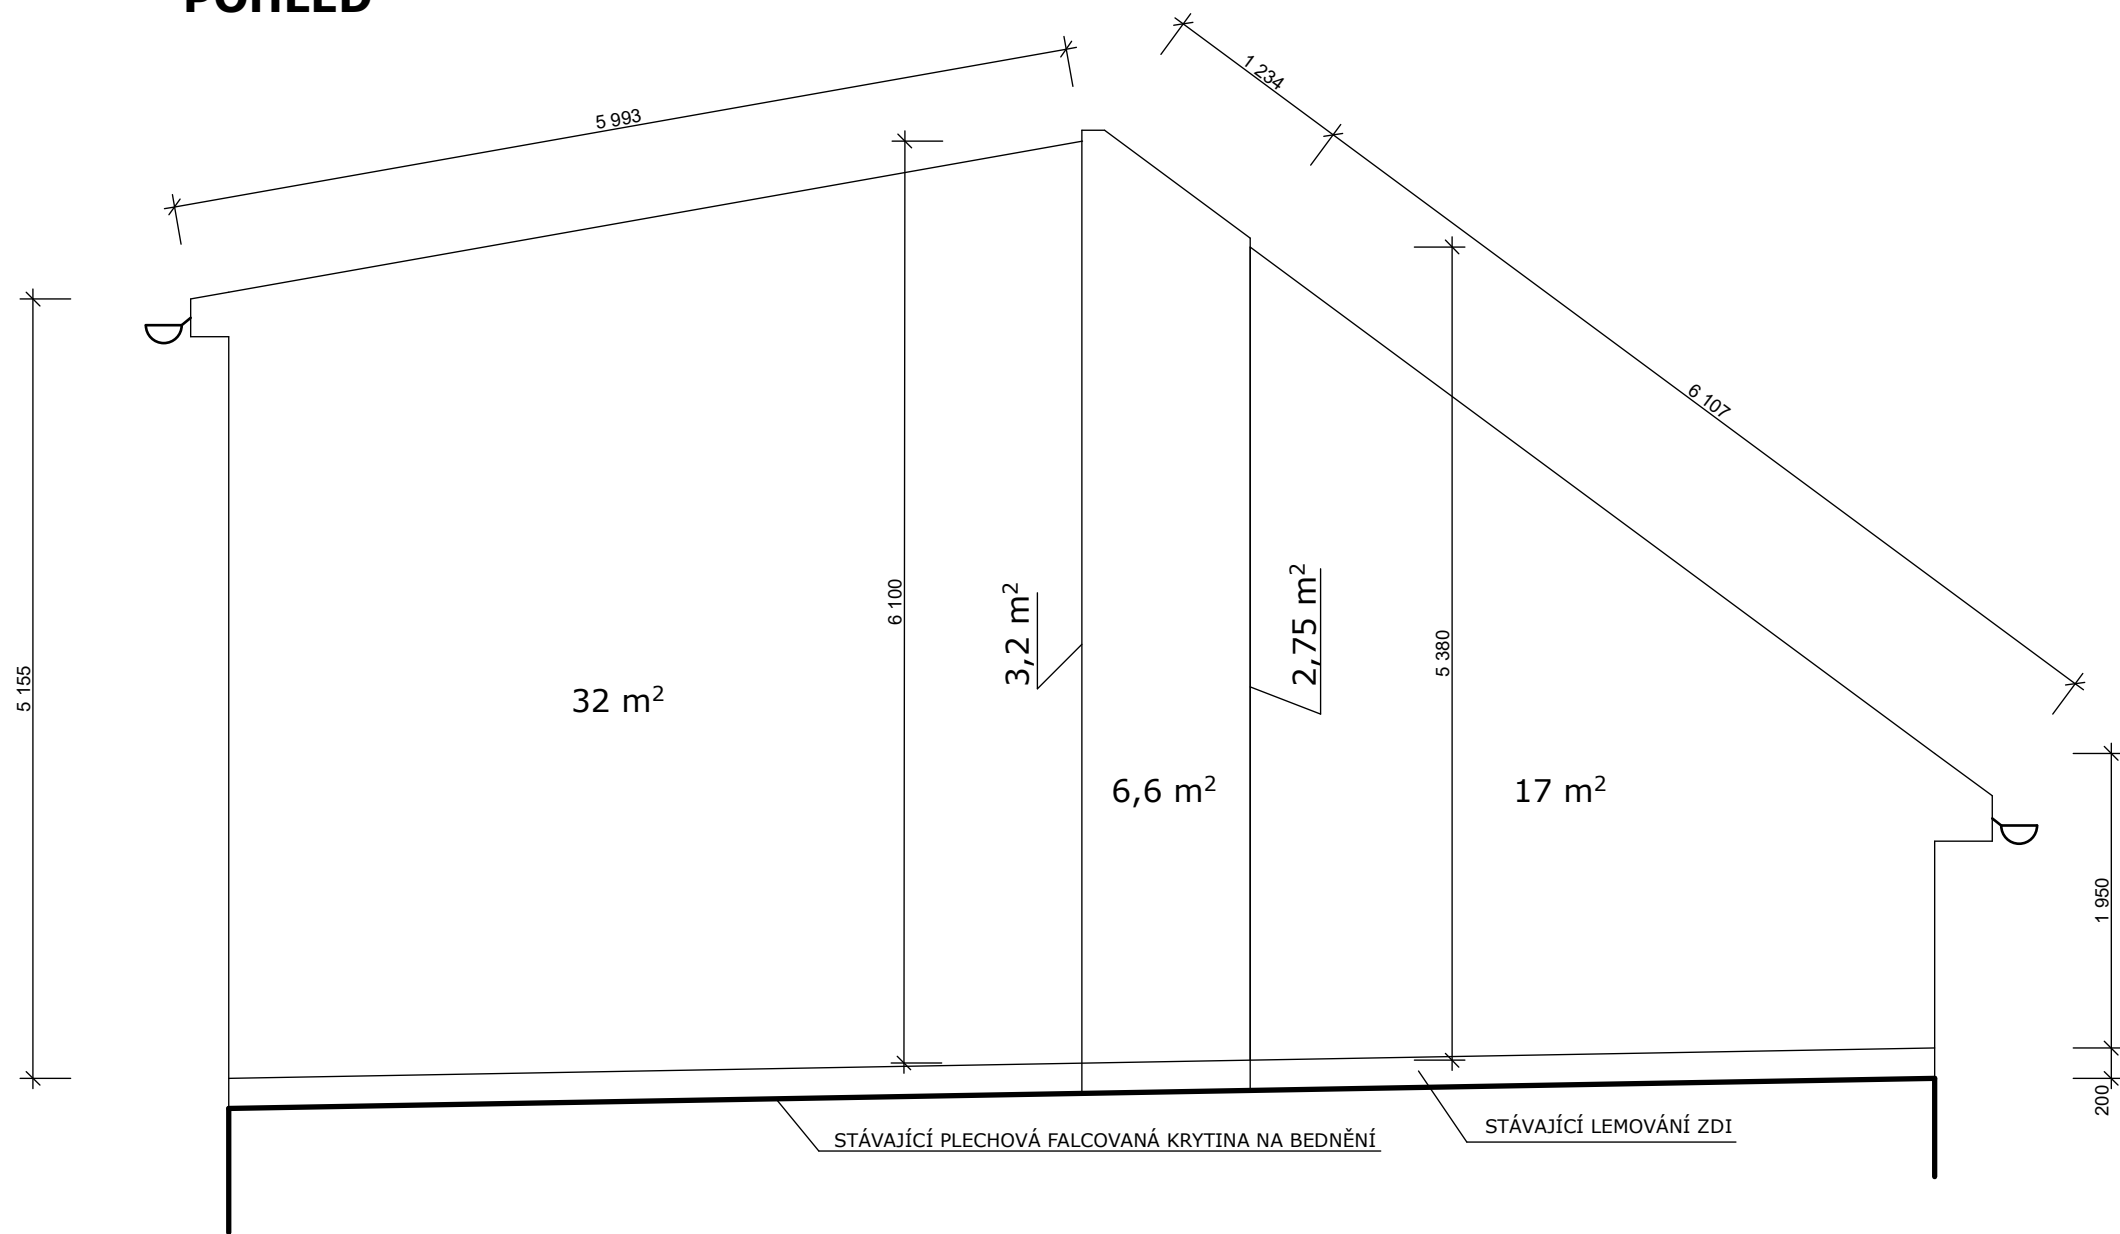 POHLED
5 993
1 234
6 107
5 155
6 100
5 380
1 950
200
3,2 m²
2,75 m²
32 m²
6,6 m²
17 m²
STÁVAJÍCÍ PLECHOVÁ FALCOVANÁ KRYTINA NA BEDNĚNÍ
STÁVAJÍCÍ LEMOVÁNÍ ZDI